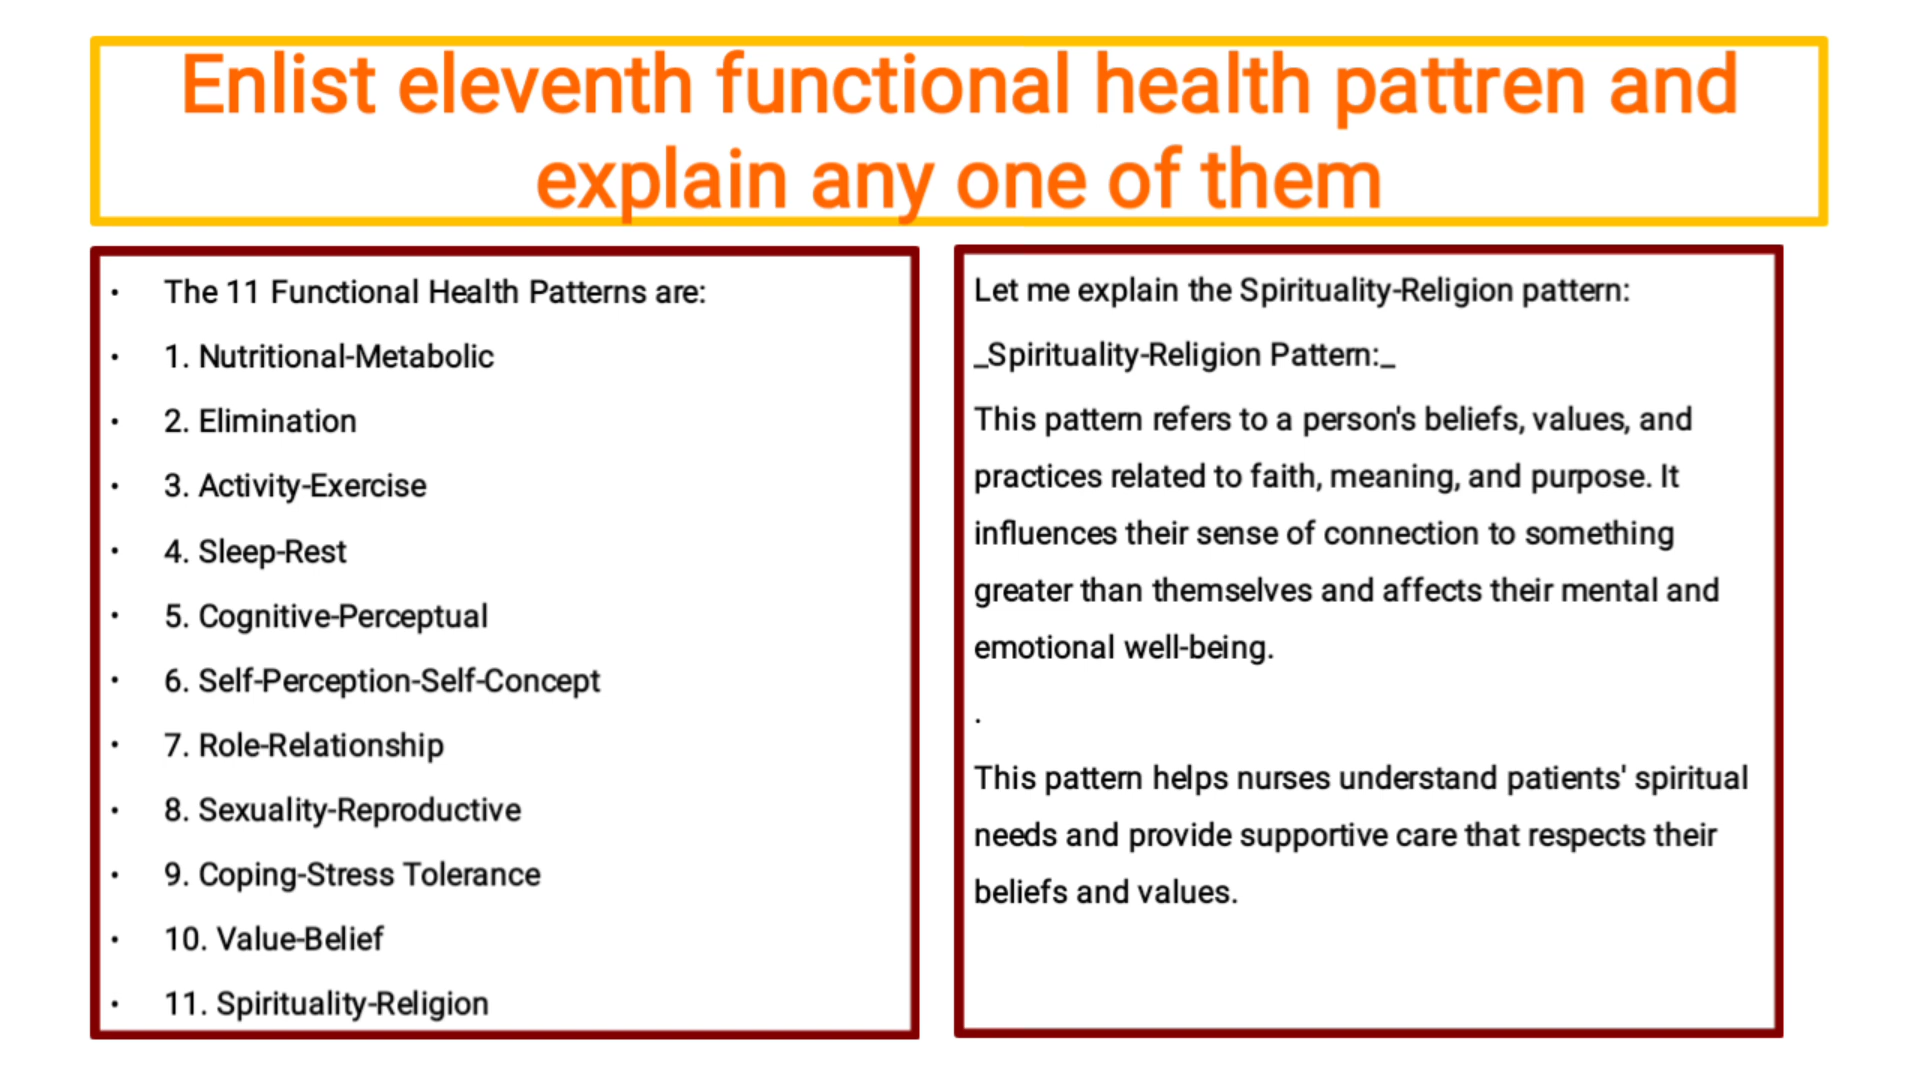 Enlist eleventh functional health pattren and
explain any one of them
• The 11 Functional Health Patterns are:
• 1. Nutritional-Metabolic
• 2. Elimination
• 3. Activity-Exercise
• 4. Sleep-Rest
• 5. Cognitive-Perceptual
• 6. Self-Perception-Self-Concept
• 7. Role-Relationship
• 8. Sexuality-Reproductive
• 9. Coping-Stress Tolerance
• 10. Value-Belief
• 11. Spirituality-Religion
Let me explain the Spirituality-Religion pattern:
_Spirituality-Religion Pattern:_
This pattern refers to a person's beliefs, values, and
practices related to faith, meaning, and purpose. It
influences their sense of connection to something
greater than themselves and affects their mental and
emotional well-being.
.
This pattern helps nurses understand patients' spiritual
needs and provide supportive care that respects their
beliefs and values.